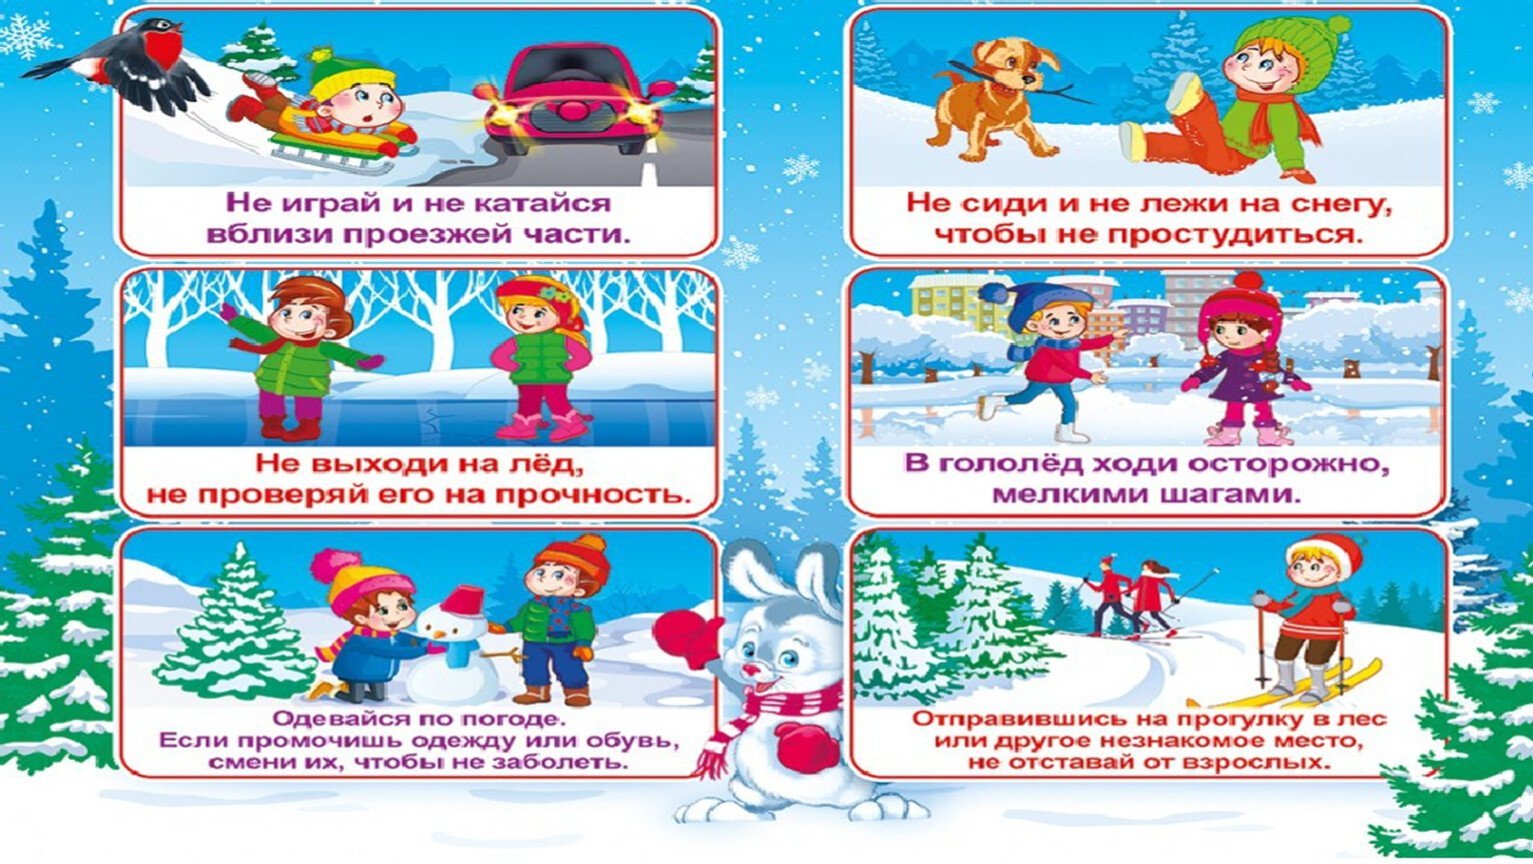 Не играй и не катайся
вблизи проезжей части.
Не сиди и не лежи на снегу,
чтобы не простудиться.
Не выходи на лёд,
не проверяй его на прочность.
В гололёд ходи осторожно,
мелкими шагами.
Одевайся по погоде.
Если промочишь одежду или обувь,
смени их, чтобы не заболеть.
Отправившись на прогулку в лес
или другое незнакомое место,
не отставай от взрослых.